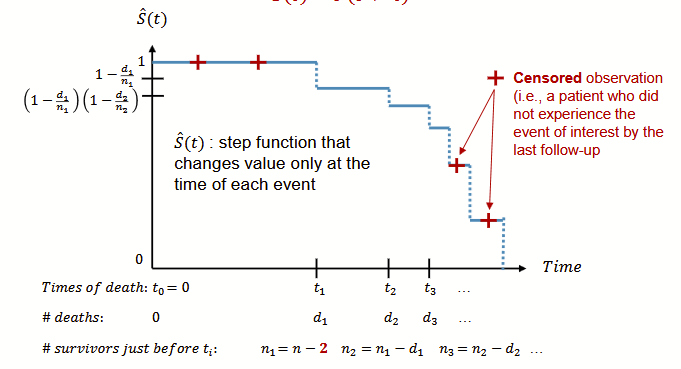 Ŝ(t)
1
1 − d₁/n₁
(1 − d₁/n₁)(1 − d₂/n₂)
Censored observation
(i.e., a patient who did
not experience the
event of interest by the
last follow-up
Ŝ(t) : step function that
changes value only at the
time of each event
0
Time
Times of death: t₀ = 0 t₁ t₂ t₃ ...
# deaths: 0 d₁ d₂ d₃ ...
# survivors just before tᵢ: n₁ = n − 2 n₂ = n₁ − d₁ n₃ = n₂ − d₂ ...